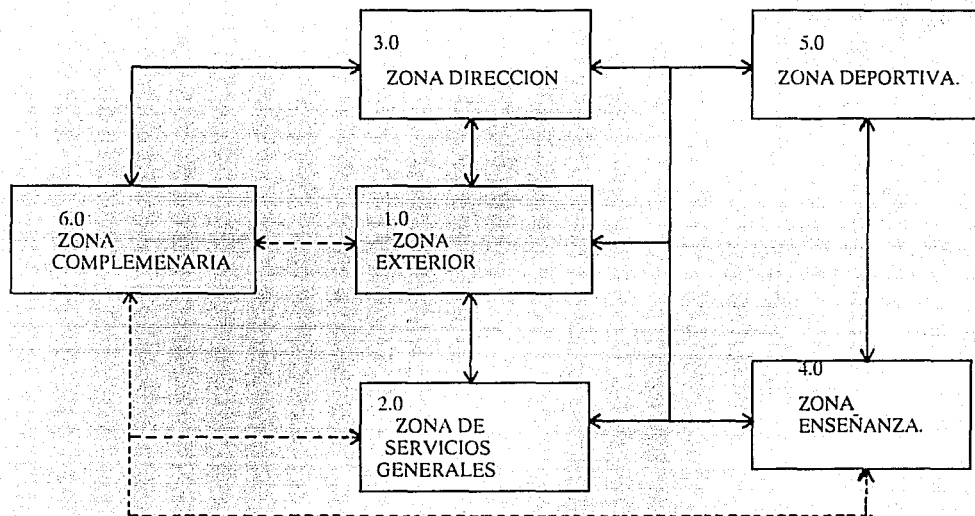 3.0
ZONA DIRECCION
5.0
ZONA DEPORTIVA.
6.0
ZONA
COMPLEMENARIA
1.0
ZONA
EXTERIOR
2.0
ZONA DE
SERVICIOS
GENERALES
4.0
ZONA
ENSEÑANZA.